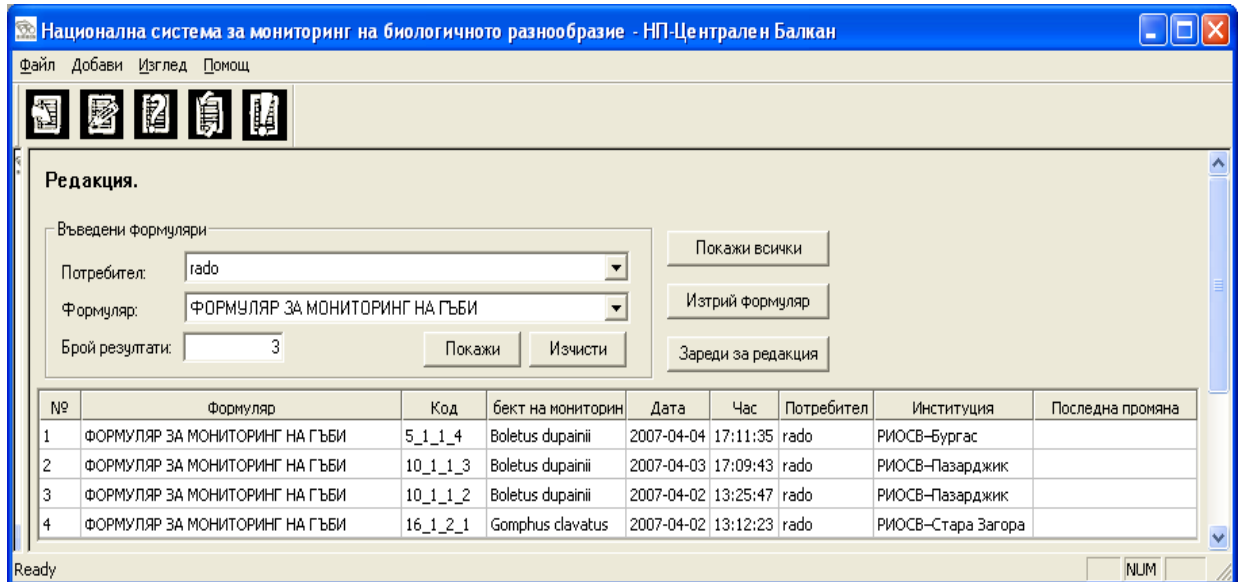 Национална система за мониторинг на биологичното разнообразие - НП-Централен Балкан
Файл Добави Изглед Помощ
Редакция.
Въведени формуляри
Потребител: rado
Формуляр: ФОРМУЛЯР ЗА МОНИТОРИНГ НА ГЪБИ
Брой резултати: 3 Покажи Изчисти
Покажи всички
Изтрий формуляр
Зареди за редакция
№ Формуляр Код бект на мониторин Дата Час Потребител Институция Последна промяна
1 ФОРМУЛЯР ЗА МОНИТОРИНГ НА ГЪБИ 5_1_1_4 Boletus dupainii 2007-04-04 17:11:35 rado РИОСВ–Бургас
2 ФОРМУЛЯР ЗА МОНИТОРИНГ НА ГЪБИ 10_1_1_3 Boletus dupainii 2007-04-03 17:09:43 rado РИОСВ–Пазарджик
3 ФОРМУЛЯР ЗА МОНИТОРИНГ НА ГЪБИ 10_1_1_2 Boletus dupainii 2007-04-02 13:25:47 rado РИОСВ–Пазарджик
4 ФОРМУЛЯР ЗА МОНИТОРИНГ НА ГЪБИ 16_1_2_1 Gomphus clavatus 2007-04-02 13:12:23 rado РИОСВ–Стара Загора
Ready NUM